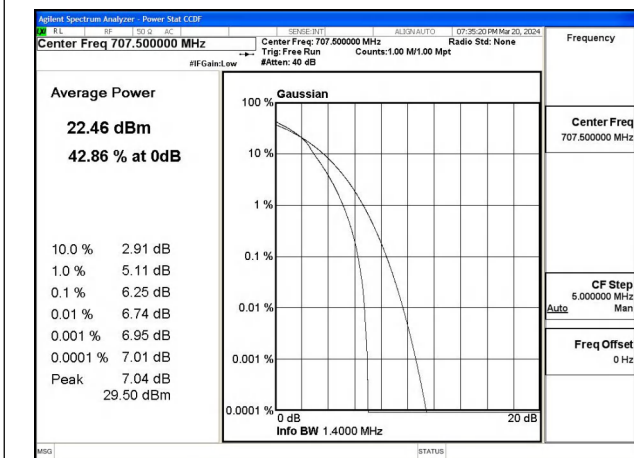 Agilent Spectrum Analyzer - Power Stat CCDF
RL RF 50 Ω AC SENSE:INT ALIGNAUTO 07:35:20 PM Mar 20, 2024
Center Freq 707.500000 MHz
Center Freq: 707.500000 MHz Radio Std: None
Trig: Free Run Counts:1.00 M/1.00 Mpt
#IFGain:Low #Atten: 40 dB
Frequency
Average Power
22.46 dBm
42.86 % at 0dB
10.0 % 2.91 dB
1.0 % 5.11 dB
0.1 % 6.25 dB
0.01 % 6.74 dB
0.001 % 6.95 dB
0.0001 % 7.01 dB
Peak 7.04 dB
29.50 dBm
Gaussian
100 %
10 %
1 %
0.1 %
0.01 %
0.001 %
0.0001 %
0 dB 20 dB
Info BW 1.4000 MHz
Center Freq
707.500000 MHz
CF Step
5.000000 MHz
Auto Man
Freq Offset
0 Hz
MSG STATUS